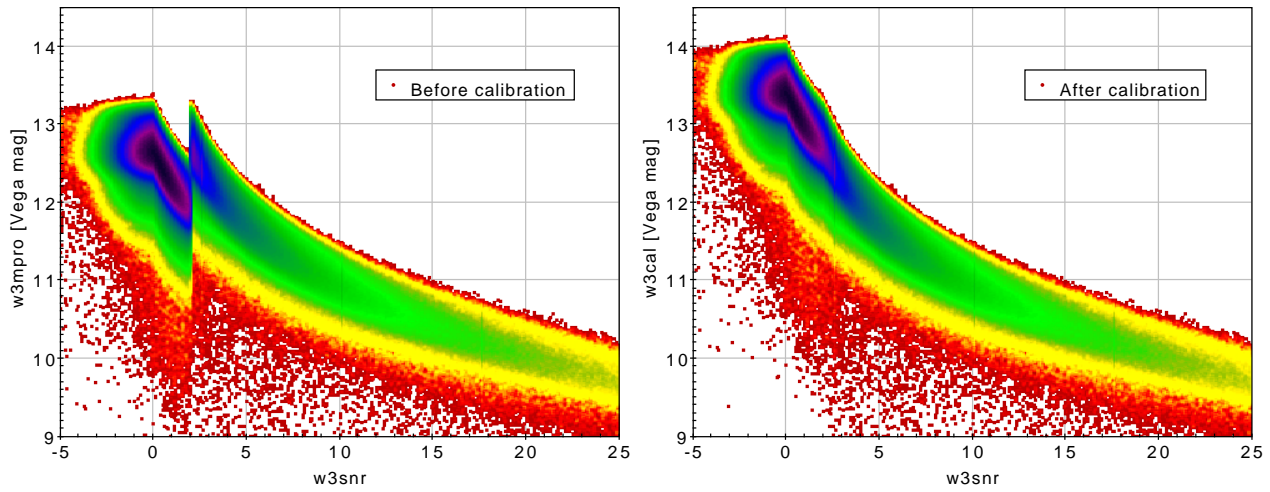 14
13
12
11
10
9
w3mpro [Vega mag]
Before calibration
-5 0 5 10 15 20 25
w3snr
14
13
12
11
10
9
w3cal [Vega mag]
After calibration
-5 0 5 10 15 20 25
w3snr